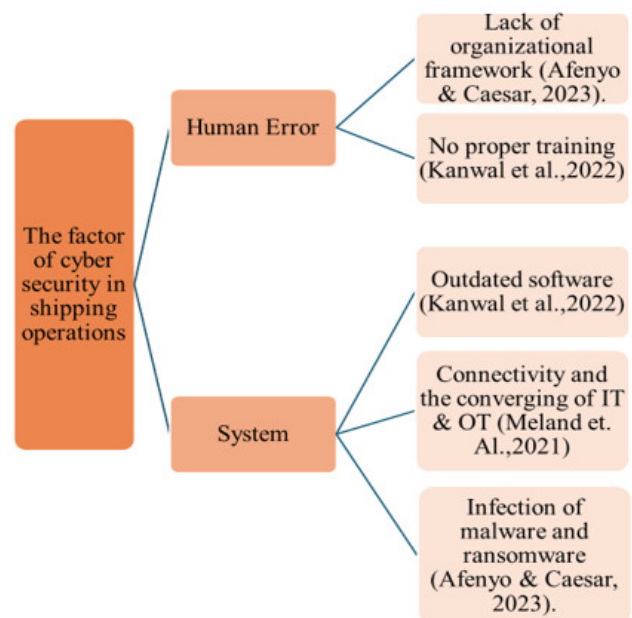 The factor
of cyber
security in
shipping
operations
Human Error
Lack of
organizational
framework (Afenyo
& Caesar, 2023).
No proper training
(Kanwal et al.,2022)
System
Outdated software
(Kanwal et al.,2022)
Connectivity and
the converging of IT
& OT (Meland et.
Al.,2021)
Infection of
malware and
ransomware
(Afenyo & Caesar,
2023).